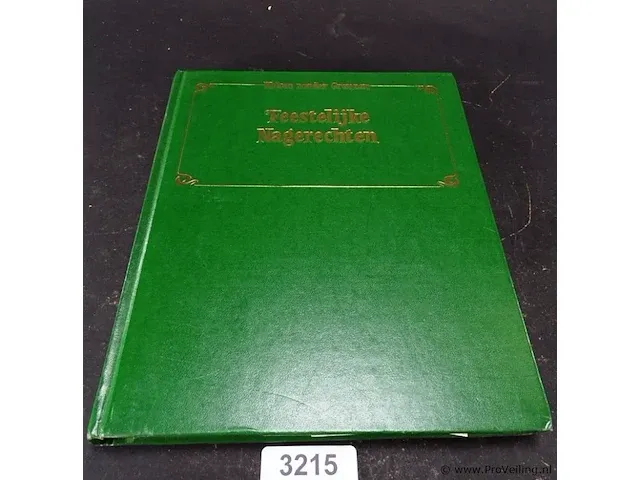 Koken zonder Grenzen
Feestelijke
Nagerechten
3215
© www.ProVeiling.nl